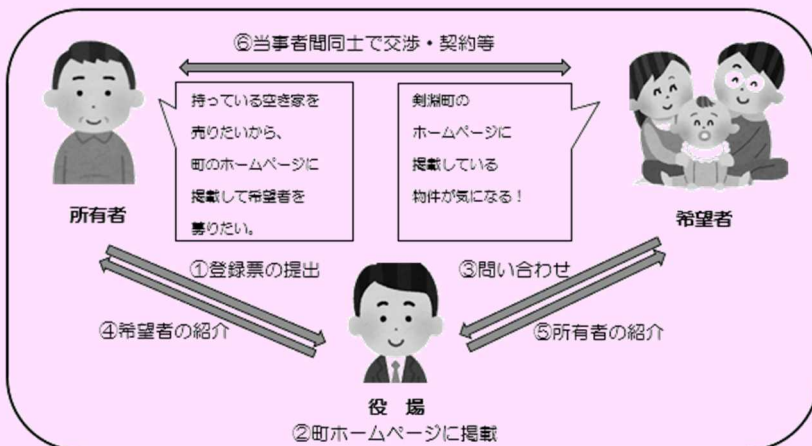 ⑥当事者間同士で交渉・契約等
持っている空き家を
売りたいから、
町のホームページに
掲載して希望者を
募りたい。
剣淵町の
ホームページに
掲載している
物件が気になる！
所有者
希望者
①登録票の提出
③問い合わせ
④希望者の紹介
⑤所有者の紹介
役　場
②町ホームページに掲載